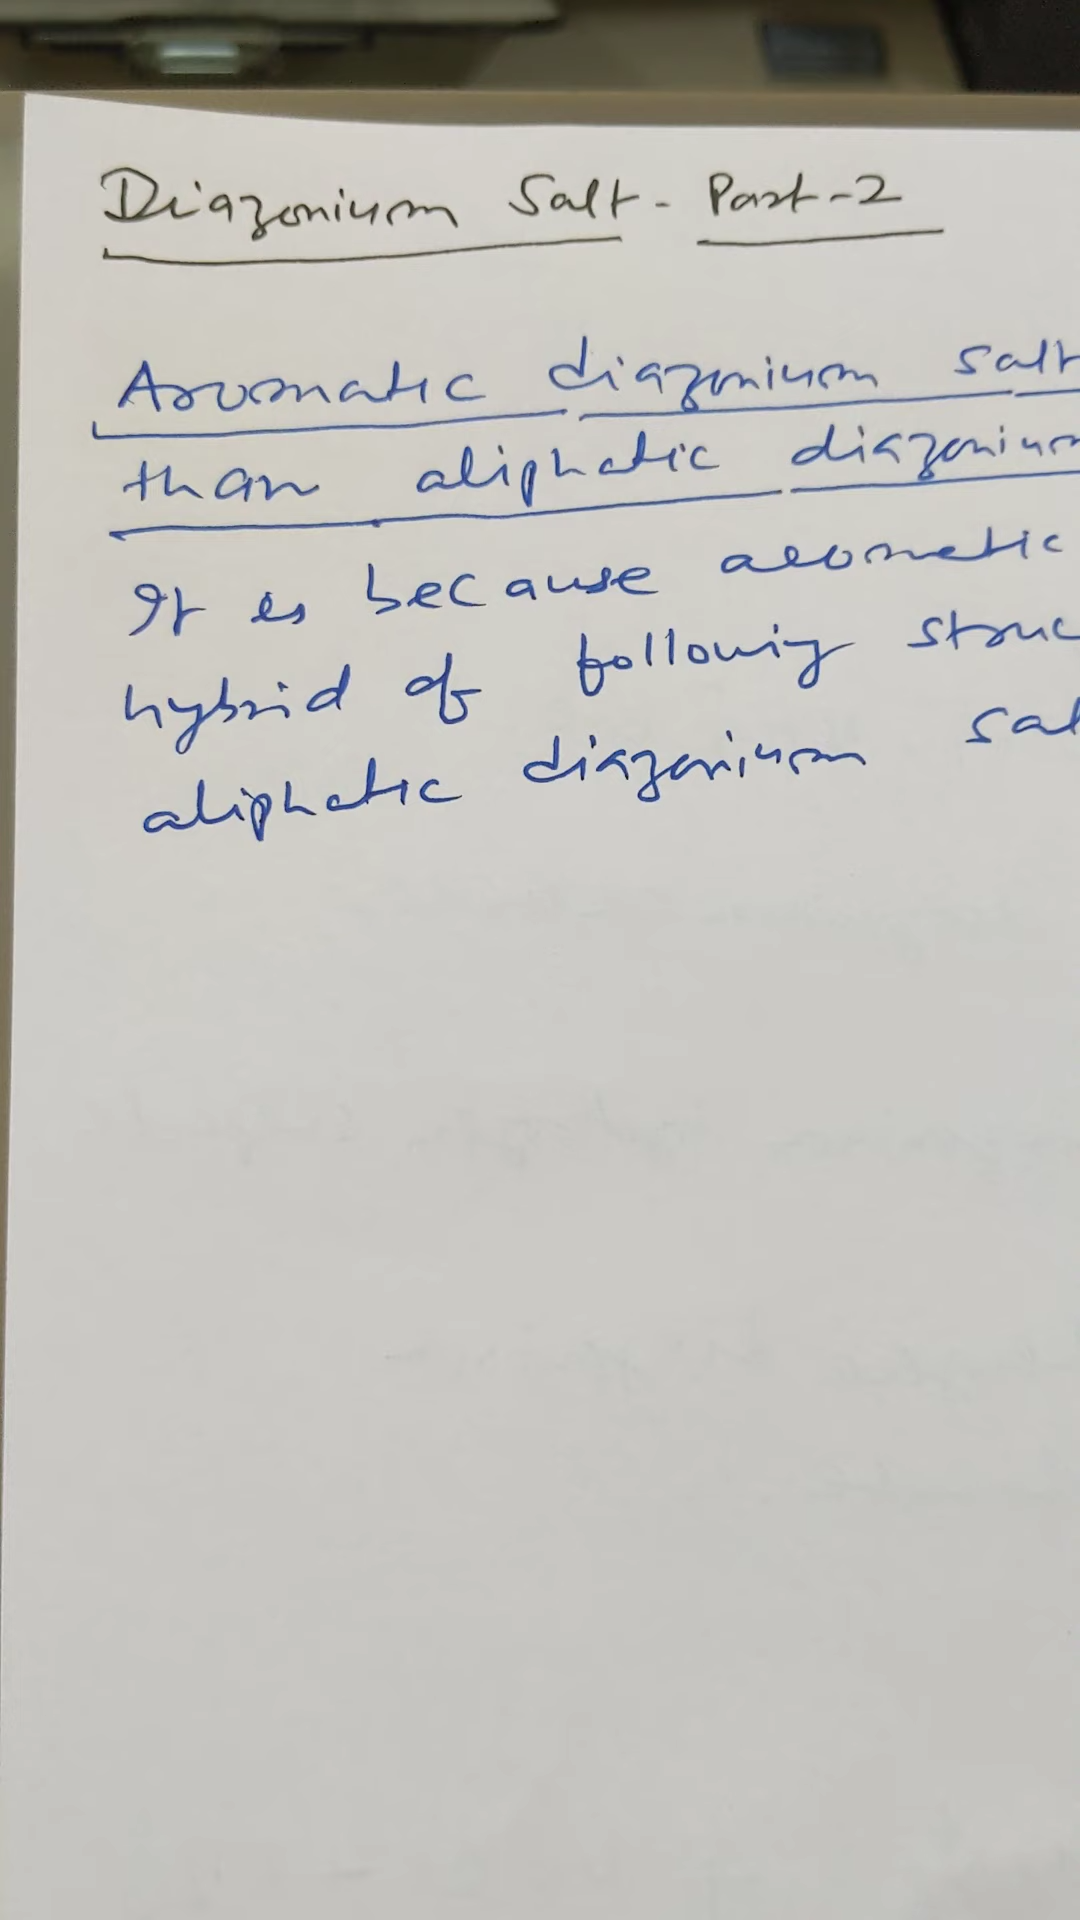 Diazonium Salt - Part-2
Aromatic diazonium salt
than aliphatic diazonium
It is because aromatic
hybrid of following struc
aliphatic diazonium sal